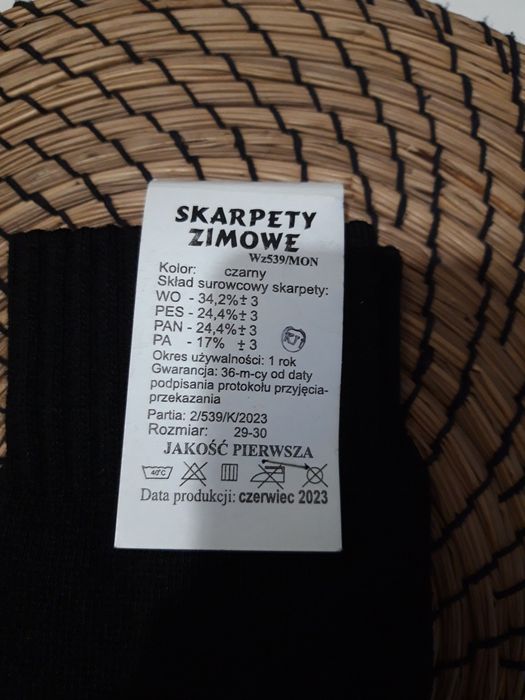 SKARPETY
ZIMOWE
Wz539/MON
Kolor: czarny
Skład surowcowy skarpety:
WO - 34,2%± 3
PES - 24,4%± 3
PAN - 24,4%± 3
PA - 17% ± 3
Okres używalności: 1 rok
Gwarancja: 36-m-cy od daty
podpisania protokołu przyjęcia-
przekazania
Partia: 2/539/K/2023
Rozmiar: 29-30
JAKOŚĆ PIERWSZA
40°C
Data produkcji: czerwiec 2023